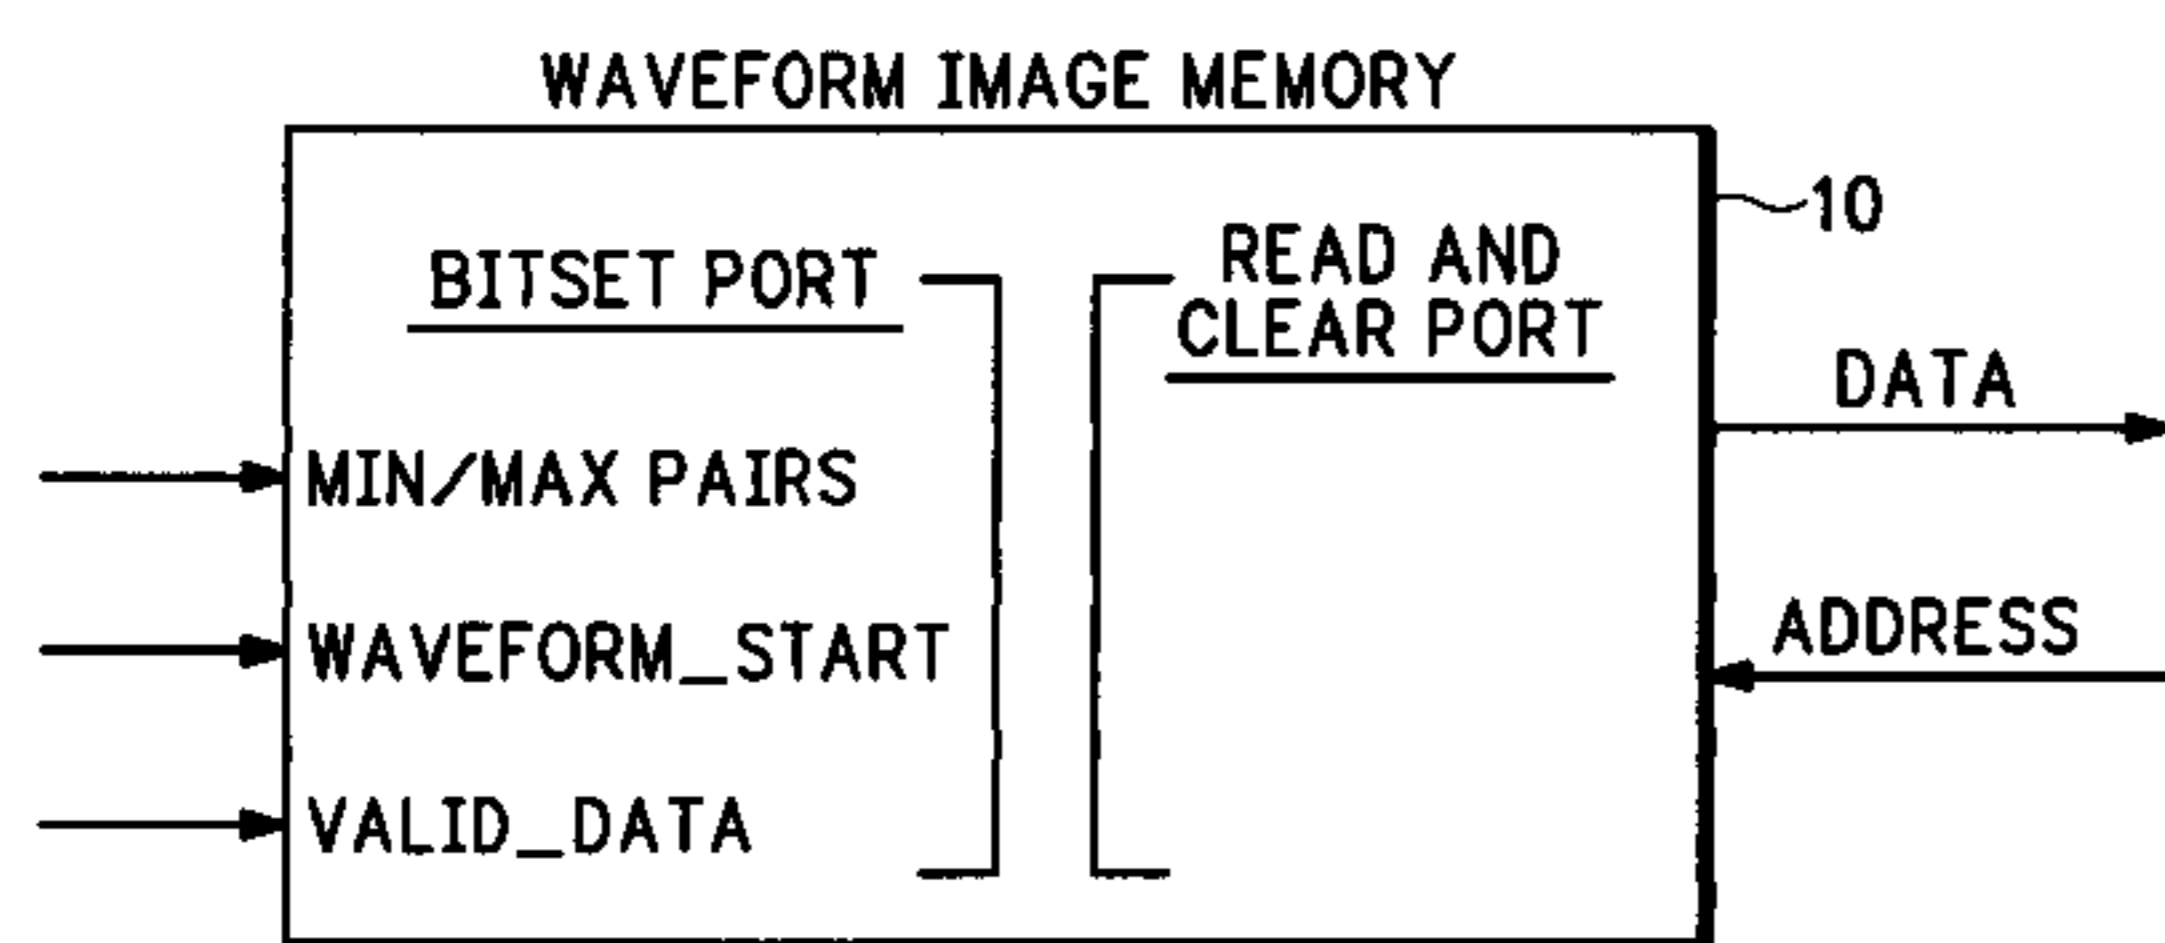 WAVEFORM IMAGE MEMORY
10
BITSET PORT
READ AND
CLEAR PORT
DATA
MIN/MAX PAIRS
WAVEFORM_START
ADDRESS
VALID_DATA